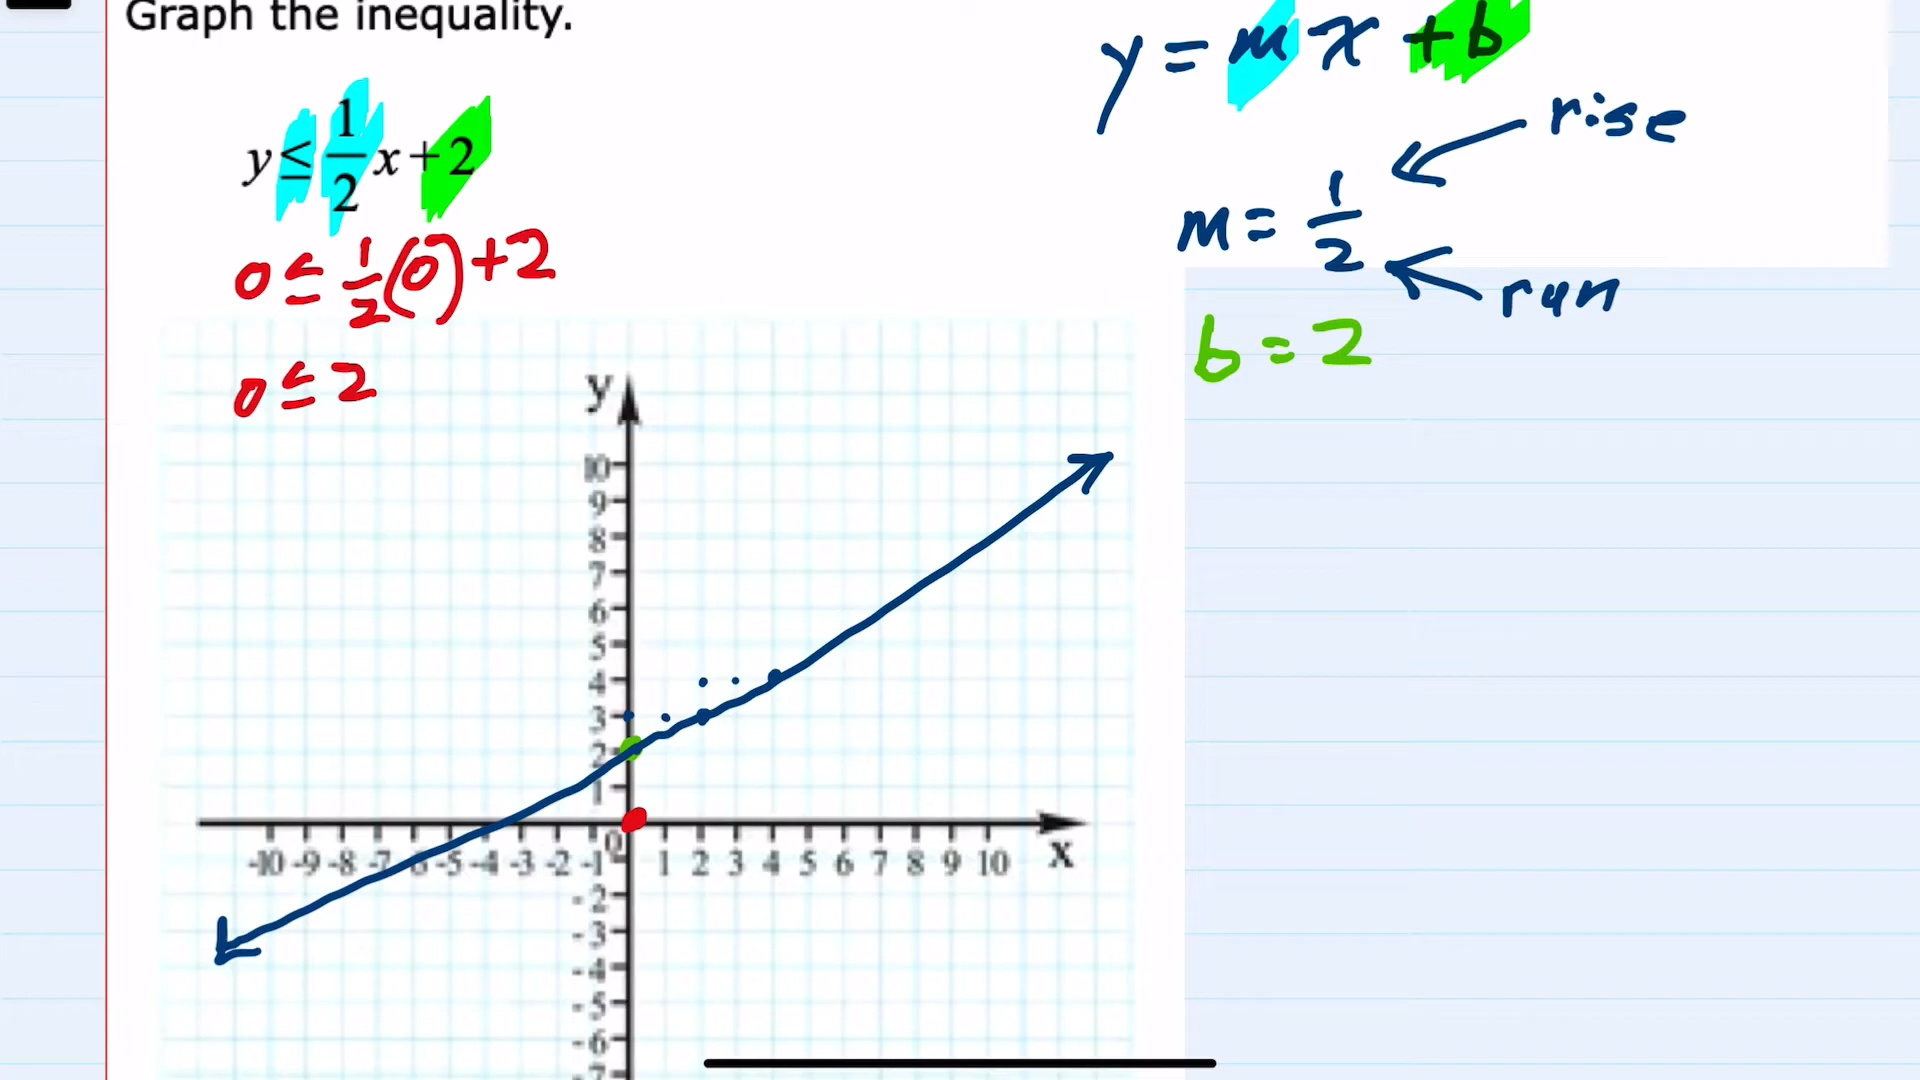 Graph the inequality.
y = mx + b
y ≤ 1/2 x + 2
rise
m = 1/2
run
0 ≤ 1/2 (0) + 2
b = 2
0 ≤ 2
y
10
9
8
7
6
5
4
3
2
1
-10 -9 -8 -7 -6 -5 -4 -3 -2 -1 0 1 2 3 4 5 6 7 8 9 10 x
-2
-3
-4
-5
-6
-7